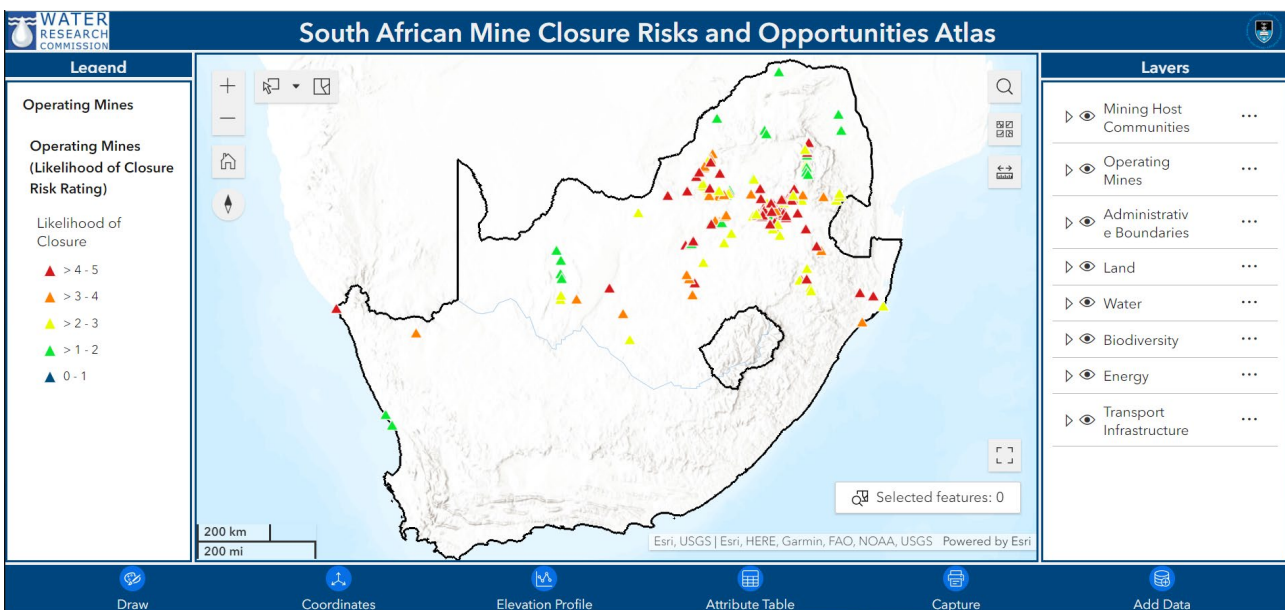 WATER
RESEARCH
COMMISSION
South African Mine Closure Risks and Opportunities Atlas
Legend
Operating Mines
Operating Mines
(Likelihood of Closure
Risk Rating)
Likelihood of
Closure
> 4 - 5
> 3 - 4
> 2 - 3
> 1 - 2
0 - 1
200 km
200 mi
Selected features: 0
Esri, USGS | Esri, HERE, Garmin, FAO, NOAA, USGS Powered by Esri
Layers
Mining Host
Communities
Operating
Mines
Administrativ
e Boundaries
Land
Water
Biodiversity
Energy
Transport
Infrastructure
Draw
Coordinates
Elevation Profile
Attribute Table
Capture
Add Data